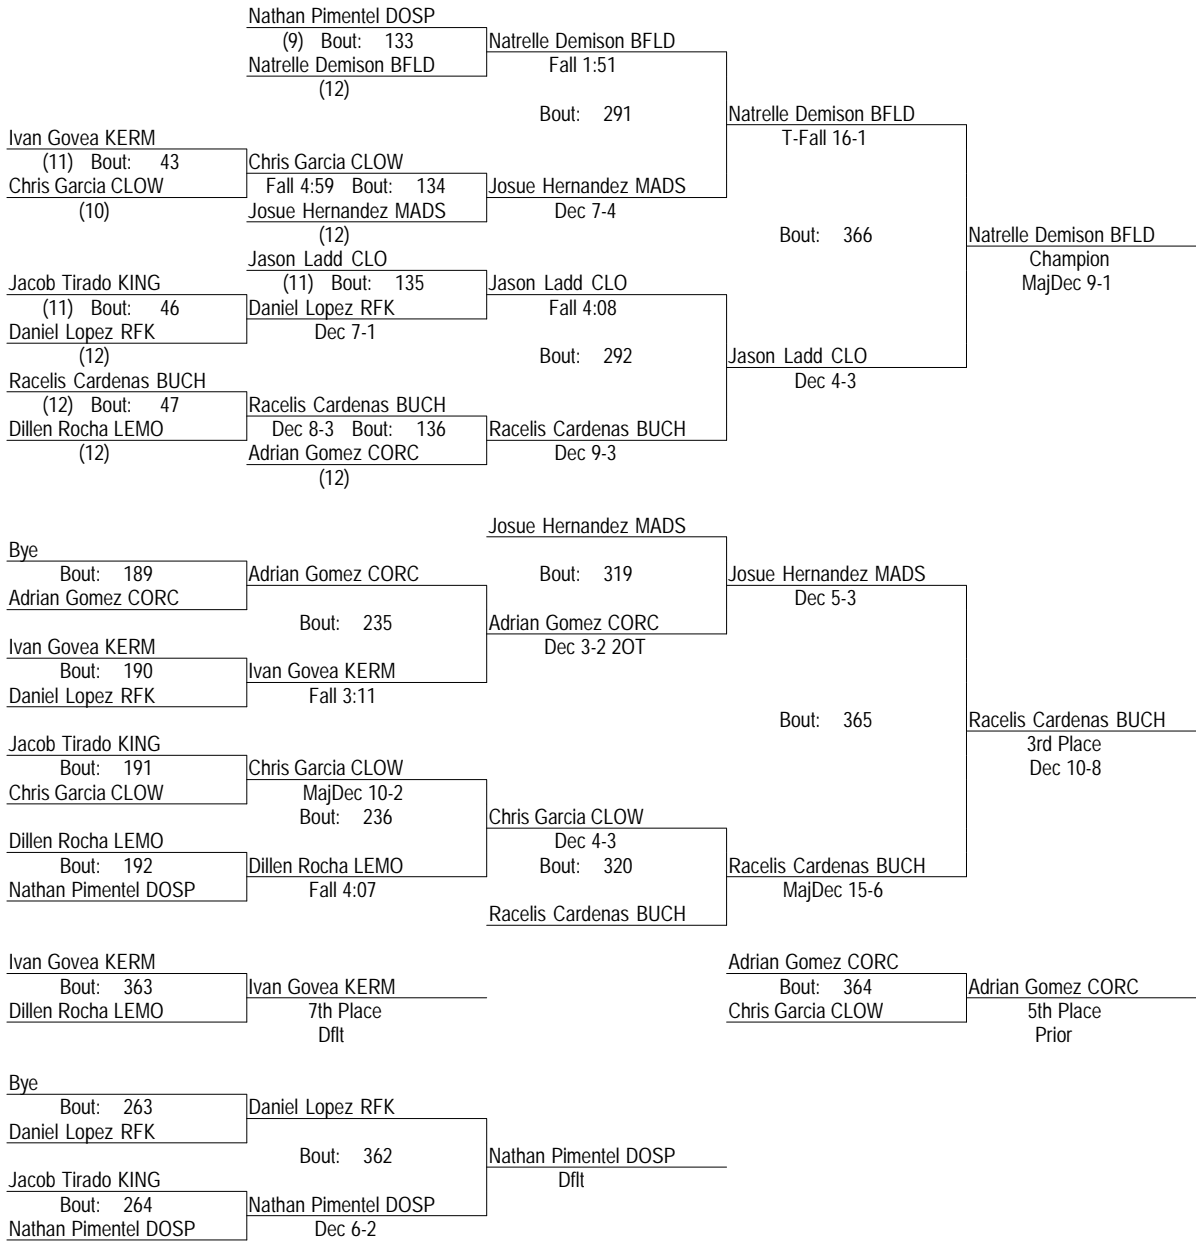 Nathan Pimentel DOSP
(9) Bout: 133
Natrelle Demison BFLD
Natrelle Demison BFLD
Fall 1:51
(12)
Bout: 291
Natrelle Demison BFLD
T-Fall 16-1
Ivan Govea KERM
(11) Bout: 43
Chris Garcia CLOW
Chris Garcia CLOW
Fall 4:59 Bout: 134
Josue Hernandez MADS
(10)
Josue Hernandez MADS
Dec 7-4
(12)
Bout: 366
Natrelle Demison BFLD
Champion
MajDec 9-1
Jason Ladd CLO
(11) Bout: 135
Jason Ladd CLO
Fall 4:08
Jacob Tirado KING
(11) Bout: 46
Daniel Lopez RFK
Daniel Lopez RFK
Dec 7-1
(12)
Bout: 292
Jason Ladd CLO
Dec 4-3
Racelis Cardenas BUCH
(12) Bout: 47
Racelis Cardenas BUCH
Dillen Rocha LEMO
Dec 8-3 Bout: 136
Racelis Cardenas BUCH
(12)
Adrian Gomez CORC
Dec 9-3
(12)
Josue Hernandez MADS
Bye
Bout: 189
Adrian Gomez CORC
Bout: 319
Josue Hernandez MADS
Adrian Gomez CORC
Dec 5-3
Bout: 235
Adrian Gomez CORC
Dec 3-2 2OT
Ivan Govea KERM
Bout: 190
Ivan Govea KERM
Daniel Lopez RFK
Fall 3:11
Bout: 365
Racelis Cardenas BUCH
3rd Place
Dec 10-8
Jacob Tirado KING
Bout: 191
Chris Garcia CLOW
Chris Garcia CLOW
MajDec 10-2
Bout: 236
Chris Garcia CLOW
Dec 4-3
Dillen Rocha LEMO
Bout: 192
Dillen Rocha LEMO
Bout: 320
Racelis Cardenas BUCH
Nathan Pimentel DOSP
Fall 4:07
MajDec 15-6
Racelis Cardenas BUCH
Ivan Govea KERM
Bout: 363
Ivan Govea KERM
Dillen Rocha LEMO
7th Place
Dflt
Adrian Gomez CORC
Bout: 364
Adrian Gomez CORC
Chris Garcia CLOW
5th Place
Prior
Bye
Bout: 263
Daniel Lopez RFK
Daniel Lopez RFK
Bout: 362
Nathan Pimentel DOSP
Dflt
Jacob Tirado KING
Bout: 264
Nathan Pimentel DOSP
Nathan Pimentel DOSP
Dec 6-2